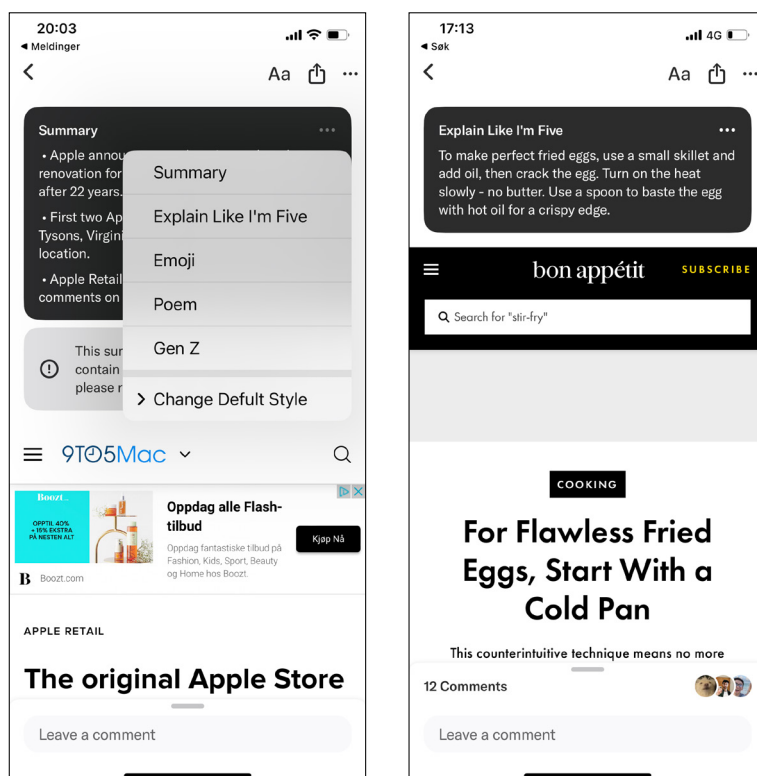 20:03
◀ Meldinger
Aa
Summary
• Apple annou
renovation for
after 22 years.
• First two Ap
Tysons, Virgini
location.
• Apple Retail
comments on
Summary
Explain Like I'm Five
Emoji
Poem
Gen Z
Change Defult Style
This sur
contain
please r
9TO5Mac
Boozt..
OPPTIL 40%
+ 15% EKSTRA
PÅ NESTEN ALT
Oppdag alle Flash-
tilbud
Oppdag fantastiske tilbud på
Fashion, Kids, Sport, Beauty
og Home hos Boozt.
Kjøp Nå
B Boozt.com
APPLE RETAIL
The original Apple Store
Leave a comment
17:13
◀ Søk
4G
Aa
Explain Like I'm Five
To make perfect fried eggs, use a small skillet and
add oil, then crack the egg. Turn on the heat
slowly - no butter. Use a spoon to baste the egg
with hot oil for a crispy edge.
bon appétit
SUBSCRIBE
Search for "stir-fry"
COOKING
For Flawless Fried
Eggs, Start With a
Cold Pan
This counterintuitive technique means no more
12 Comments
Leave a comment